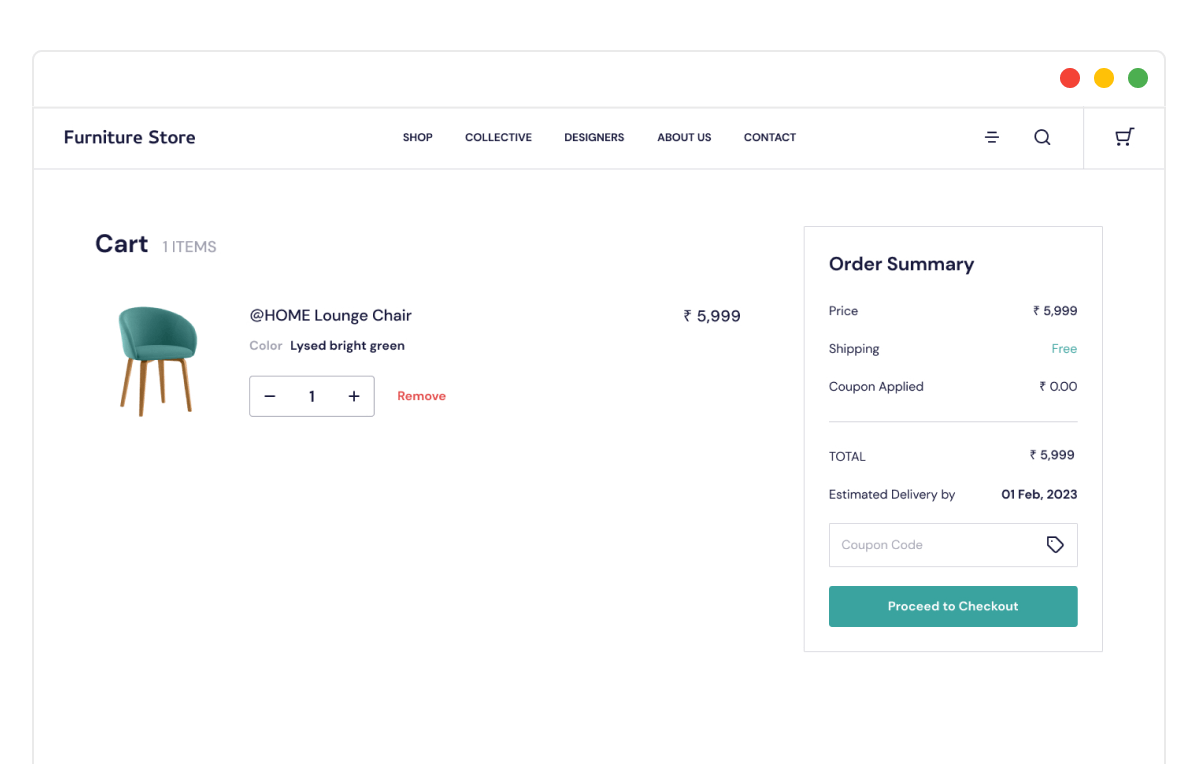 Furniture Store
SHOP
COLLECTIVE
DESIGNERS
ABOUT US
CONTACT
Cart 1 ITEMS
@HOME Lounge Chair
₹ 5,999
Color Lysed bright green
− 1 +
Remove
Order Summary
Price ₹ 5,999
Shipping Free
Coupon Applied ₹ 0.00
TOTAL ₹ 5,999
Estimated Delivery by 01 Feb, 2023
Coupon Code
Proceed to Checkout